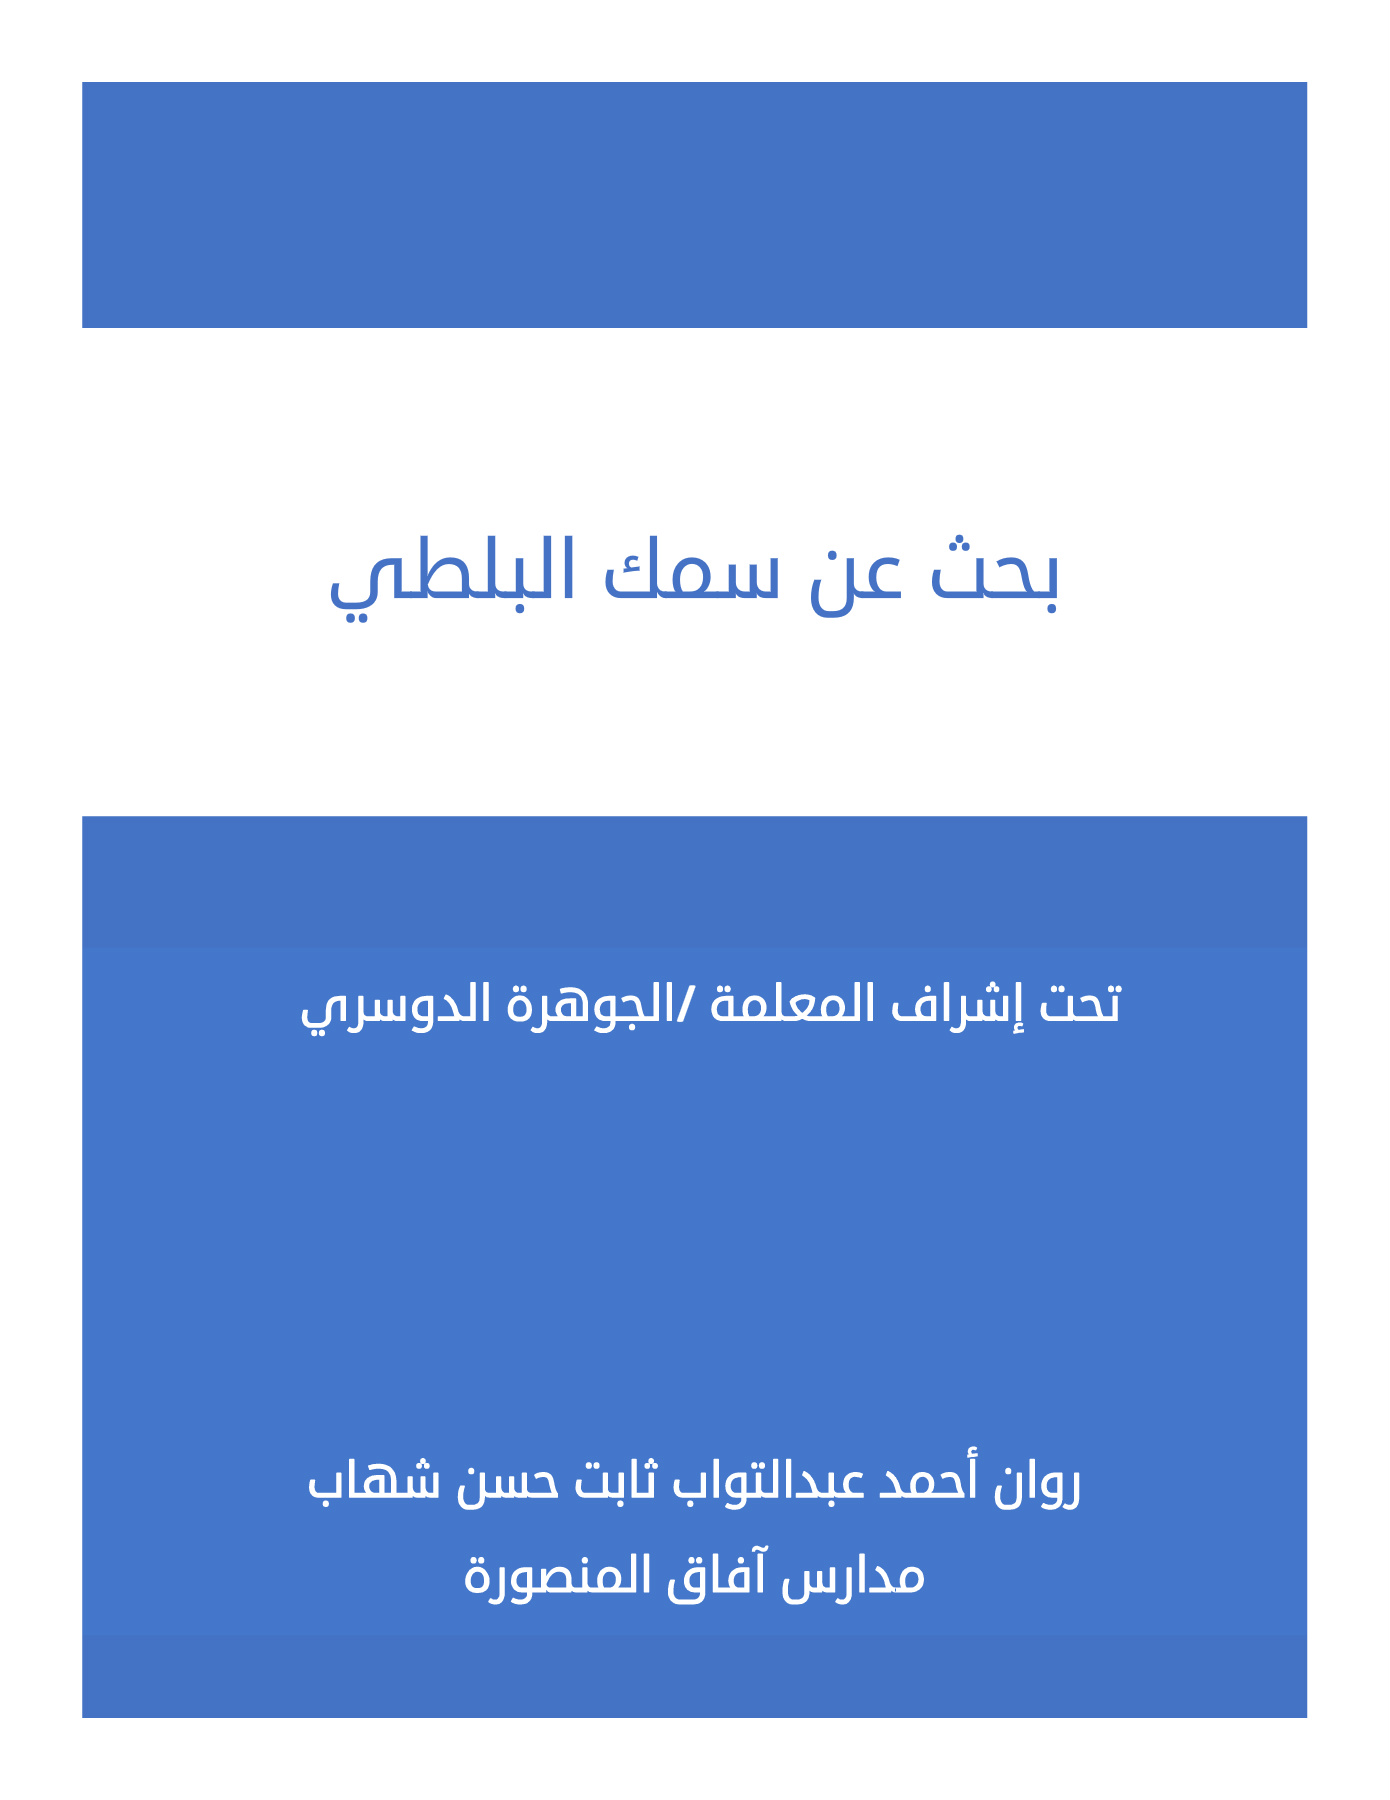 بحث عن سمك البلطي
تحت إشراف المعلمة /الجوهرة الدوسري
روان أحمد عبدالتواب ثابت حسن شهاب
مدارس آفاق المنصورة